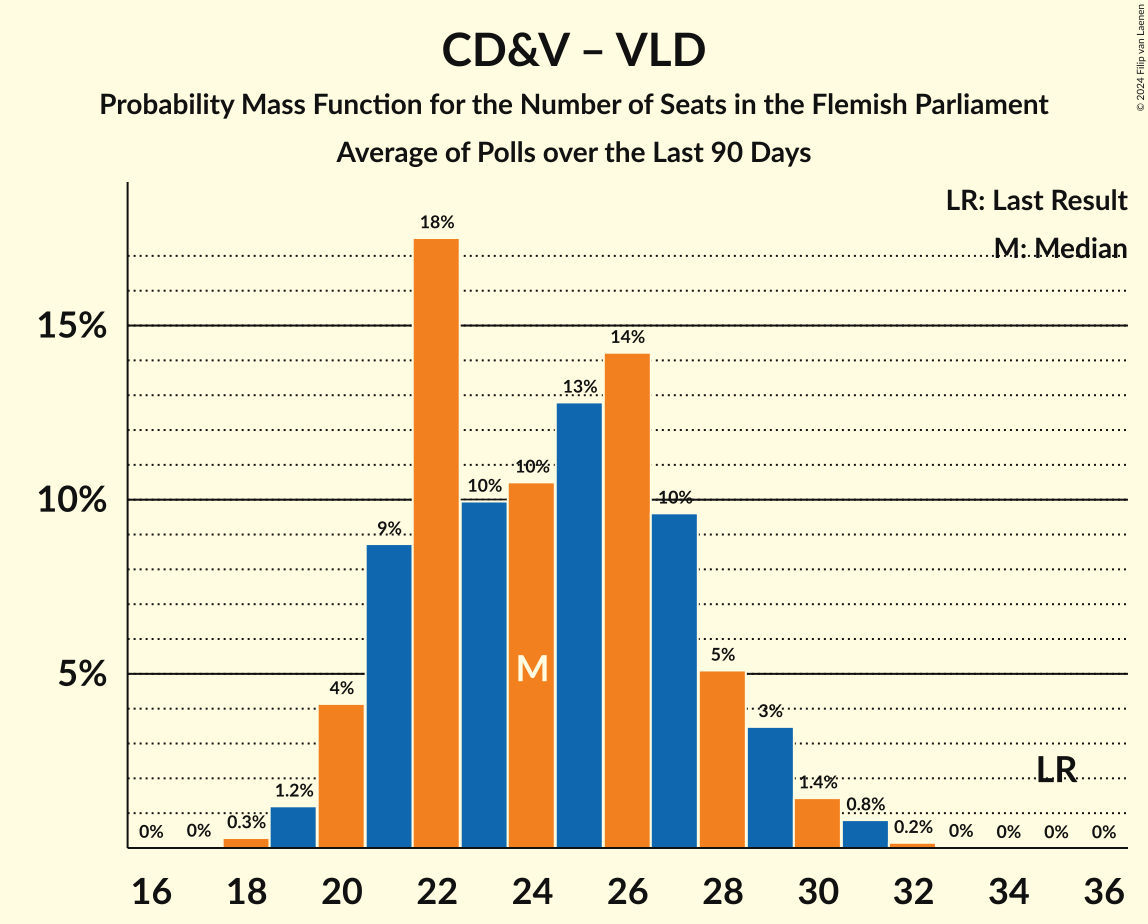 CD&V – VLD
Probability Mass Function for the Number of Seats in the Flemish Parliament
Average of Polls over the Last 90 Days
© 2024 Filip van Laenen
LR: Last Result
M: Median
15%
10%
5%
0%
0%
0.3%
1.2%
4%
9%
18%
10%
10%
13%
14%
10%
5%
3%
1.4%
0.8%
0.2%
0%
0%
0%
0%
M
LR
16 18 20 22 24 26 28 30 32 34 36